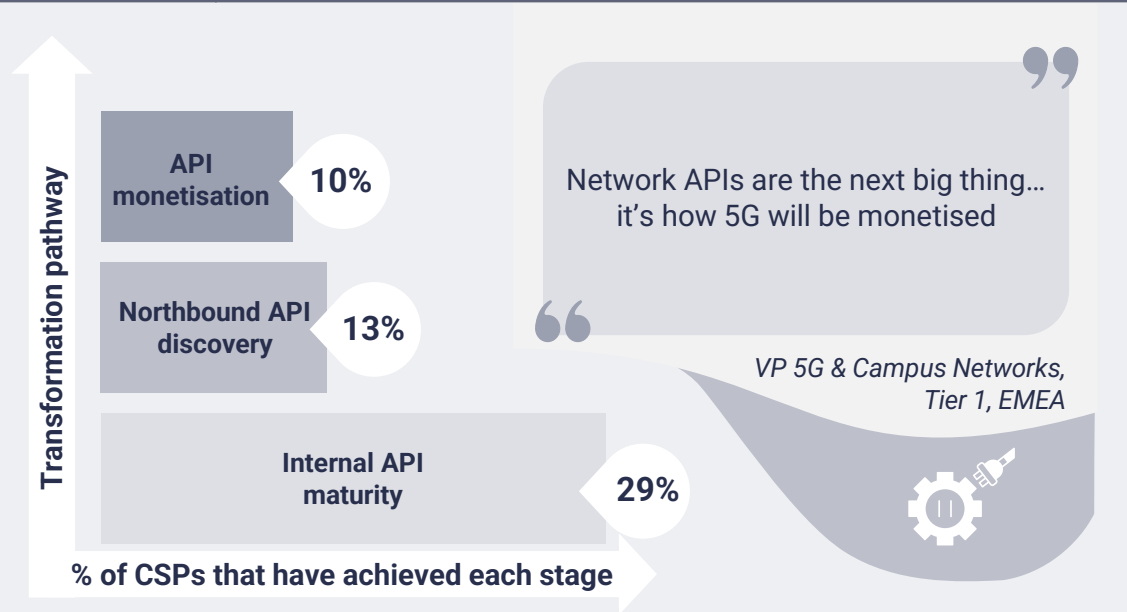 Transformation pathway
API
monetisation
10%
Northbound API
discovery
13%
Internal API
maturity
29%
% of CSPs that have achieved each stage
”
Network APIs are the next big thing…
it’s how 5G will be monetised
“
VP 5G & Campus Networks,
Tier 1, EMEA